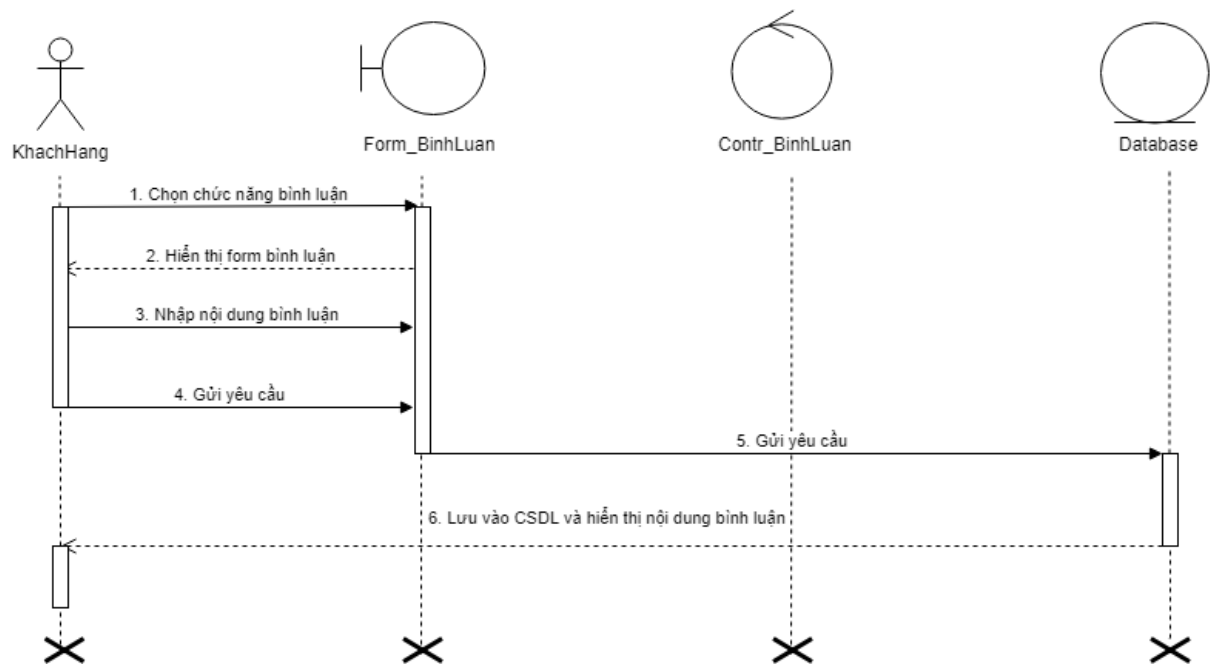 KhachHang
Form_BinhLuan
Contr_BinhLuan
Database
1. Chọn chức năng bình luận
2. Hiển thị form bình luận
3. Nhập nội dung bình luận
4. Gửi yêu cầu
5. Gửi yêu cầu
6. Lưu vào CSDL và hiển thị nội dung bình luận